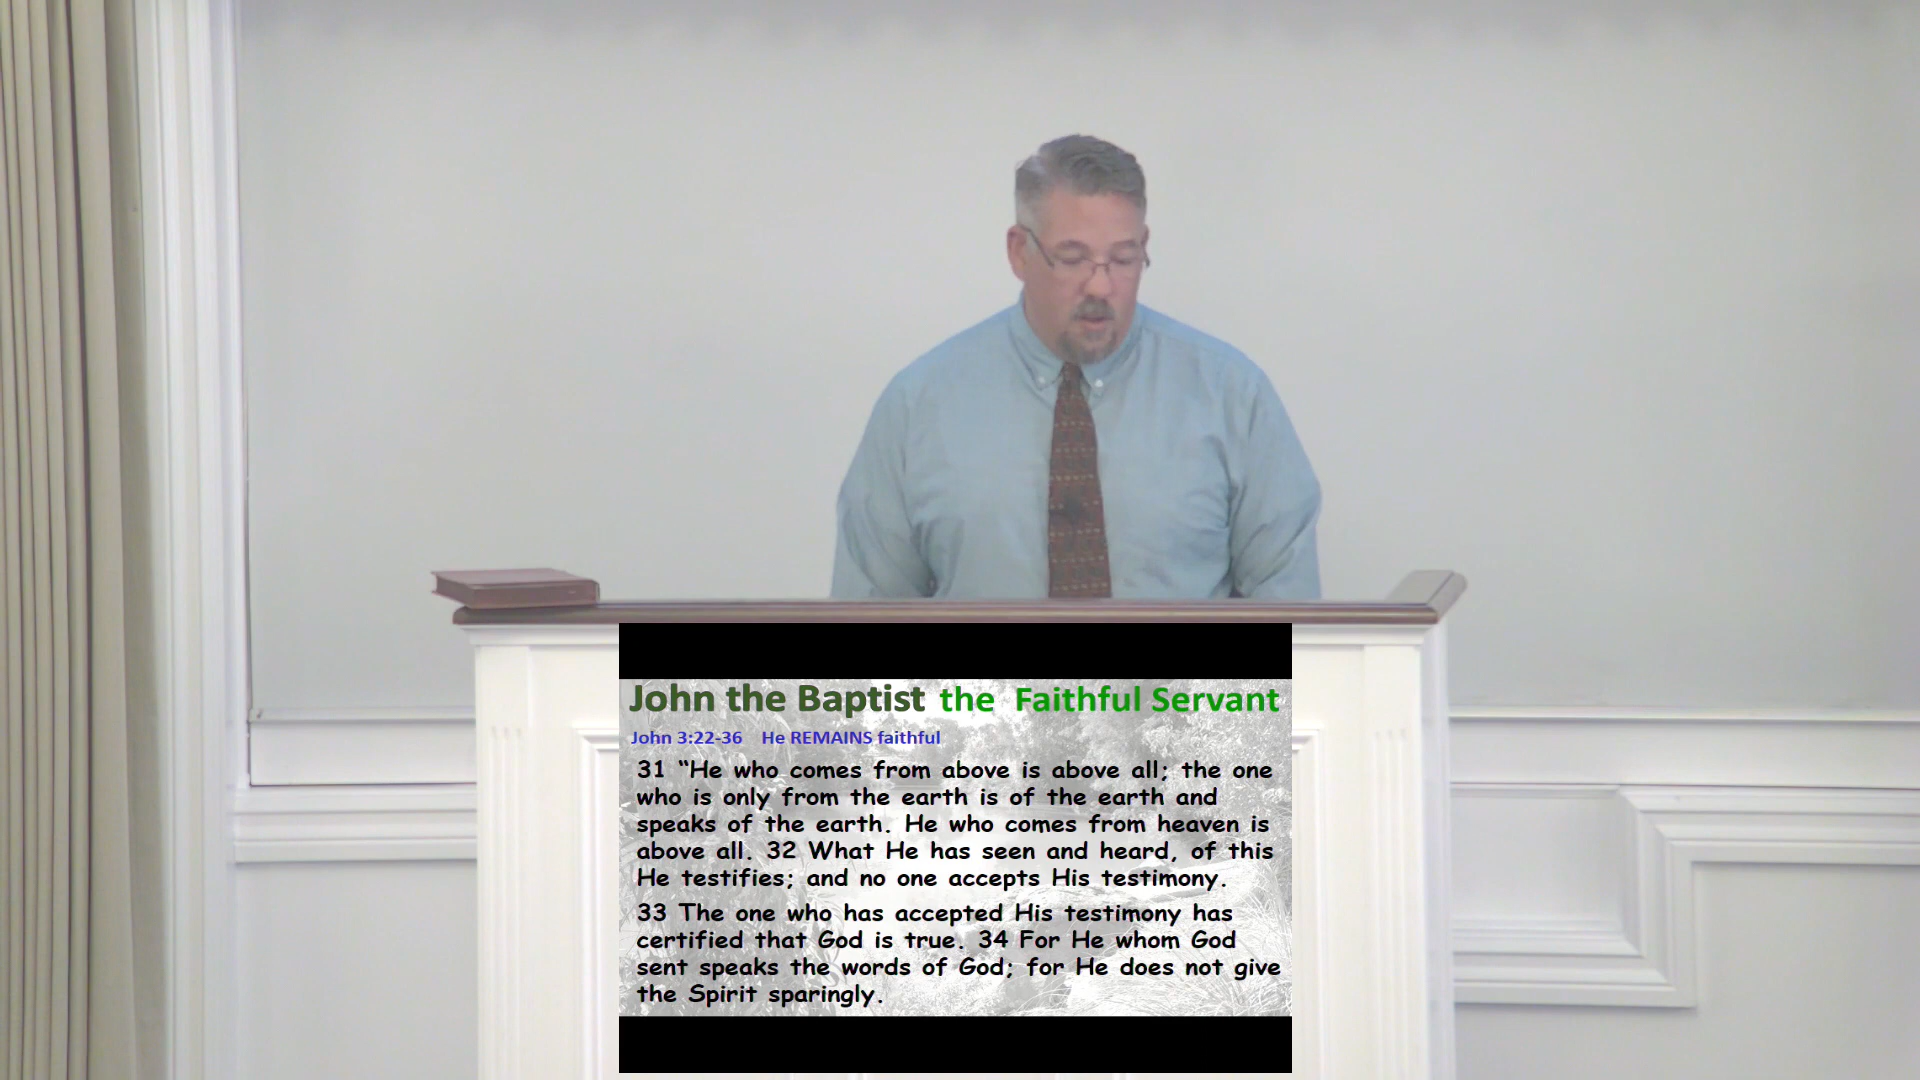 John the Baptist the Faithful Servant
John 3:22-36 He REMAINS faithful
31 “He who comes from above is above all; the one
who is only from the earth is of the earth and
speaks of the earth. He who comes from heaven is
above all. 32 What He has seen and heard, of this
He testifies; and no one accepts His testimony.
33 The one who has accepted His testimony has
certified that God is true. 34 For He whom God
sent speaks the words of God; for He does not give
the Spirit sparingly.